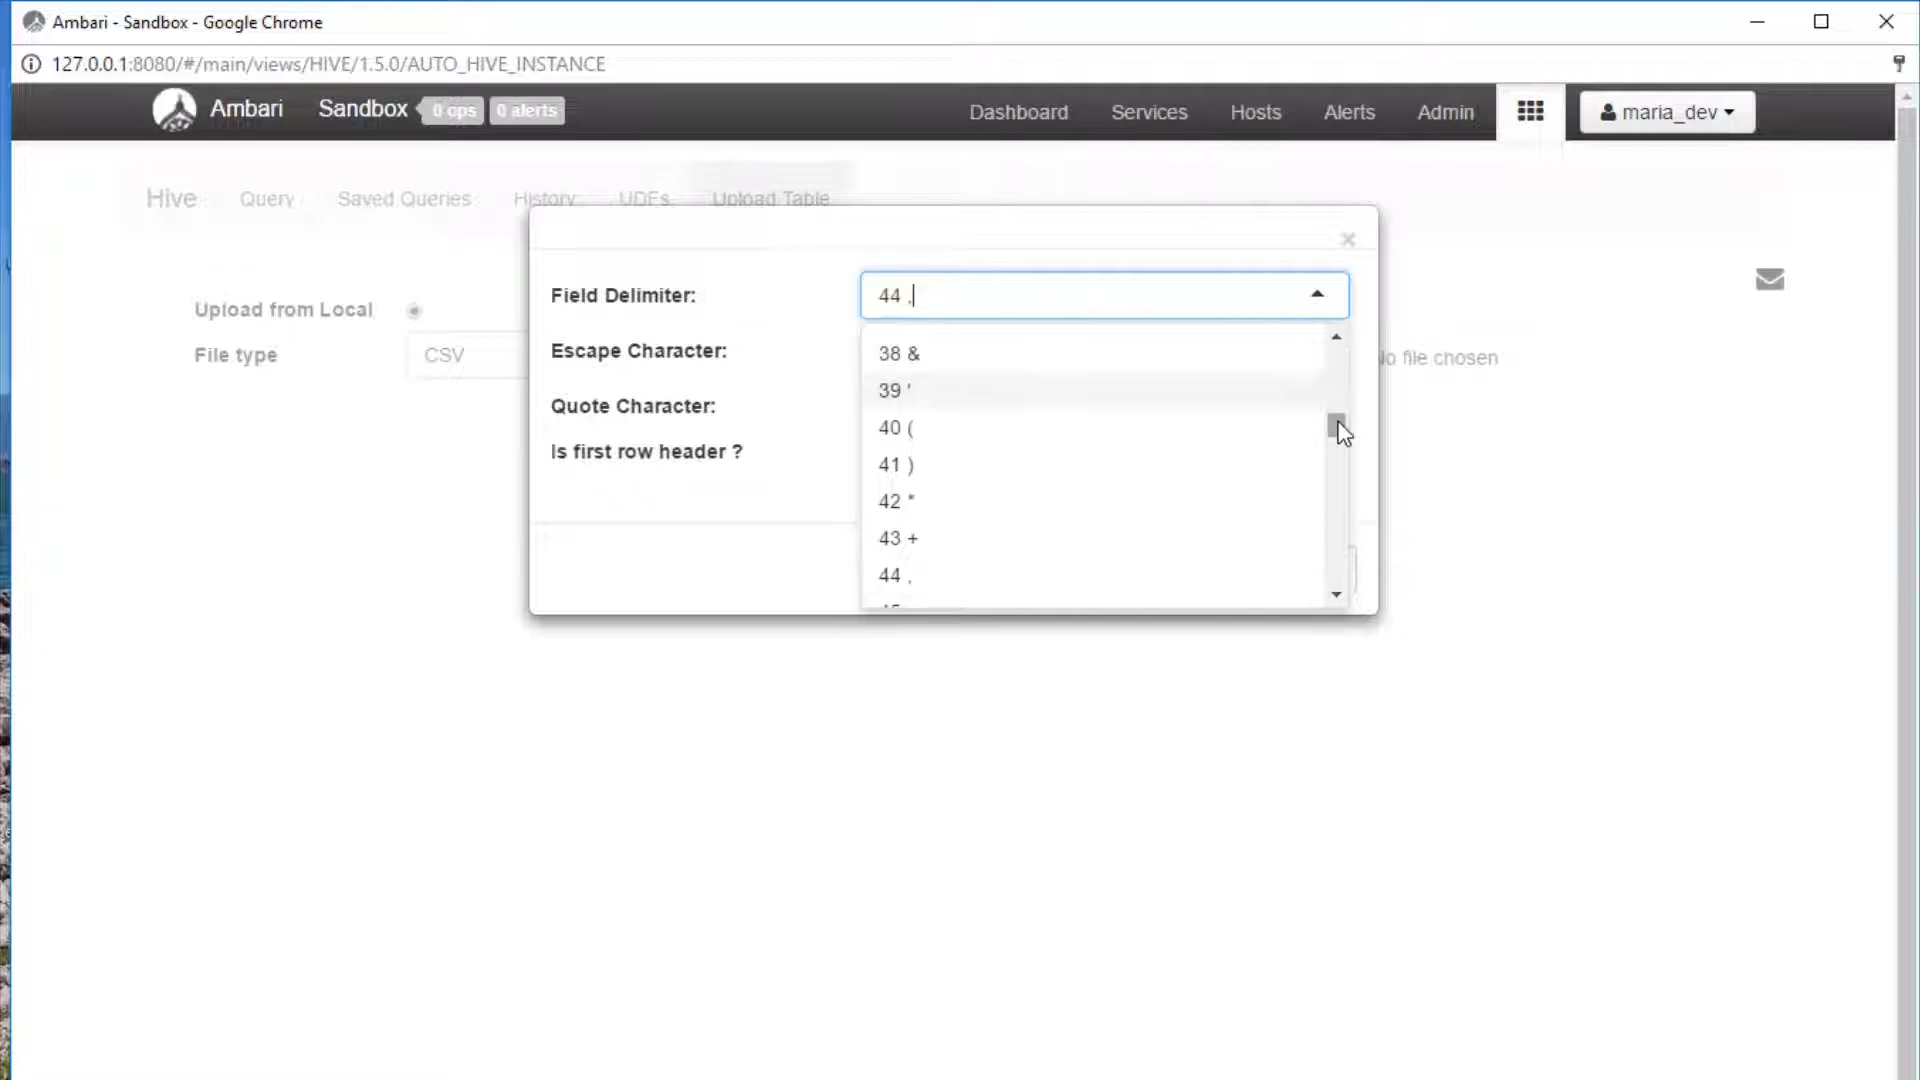 Ambari - Sandbox - Google Chrome
127.0.0.1:8080/#/main/views/HIVE/1.5.0/AUTO_HIVE_INSTANCE
Ambari Sandbox 0 ops 0 alerts Dashboard Services Hosts Alerts Admin maria_dev
Hive Query Saved Queries History UDFs Upload Table
×
Field Delimiter: 44 ,
Upload from Local
Escape Character: 38 &
File type CSV No file chosen
39 '
Quote Character:
40 (
Is first row header ?
41 )
42 *
43 +
44 ,